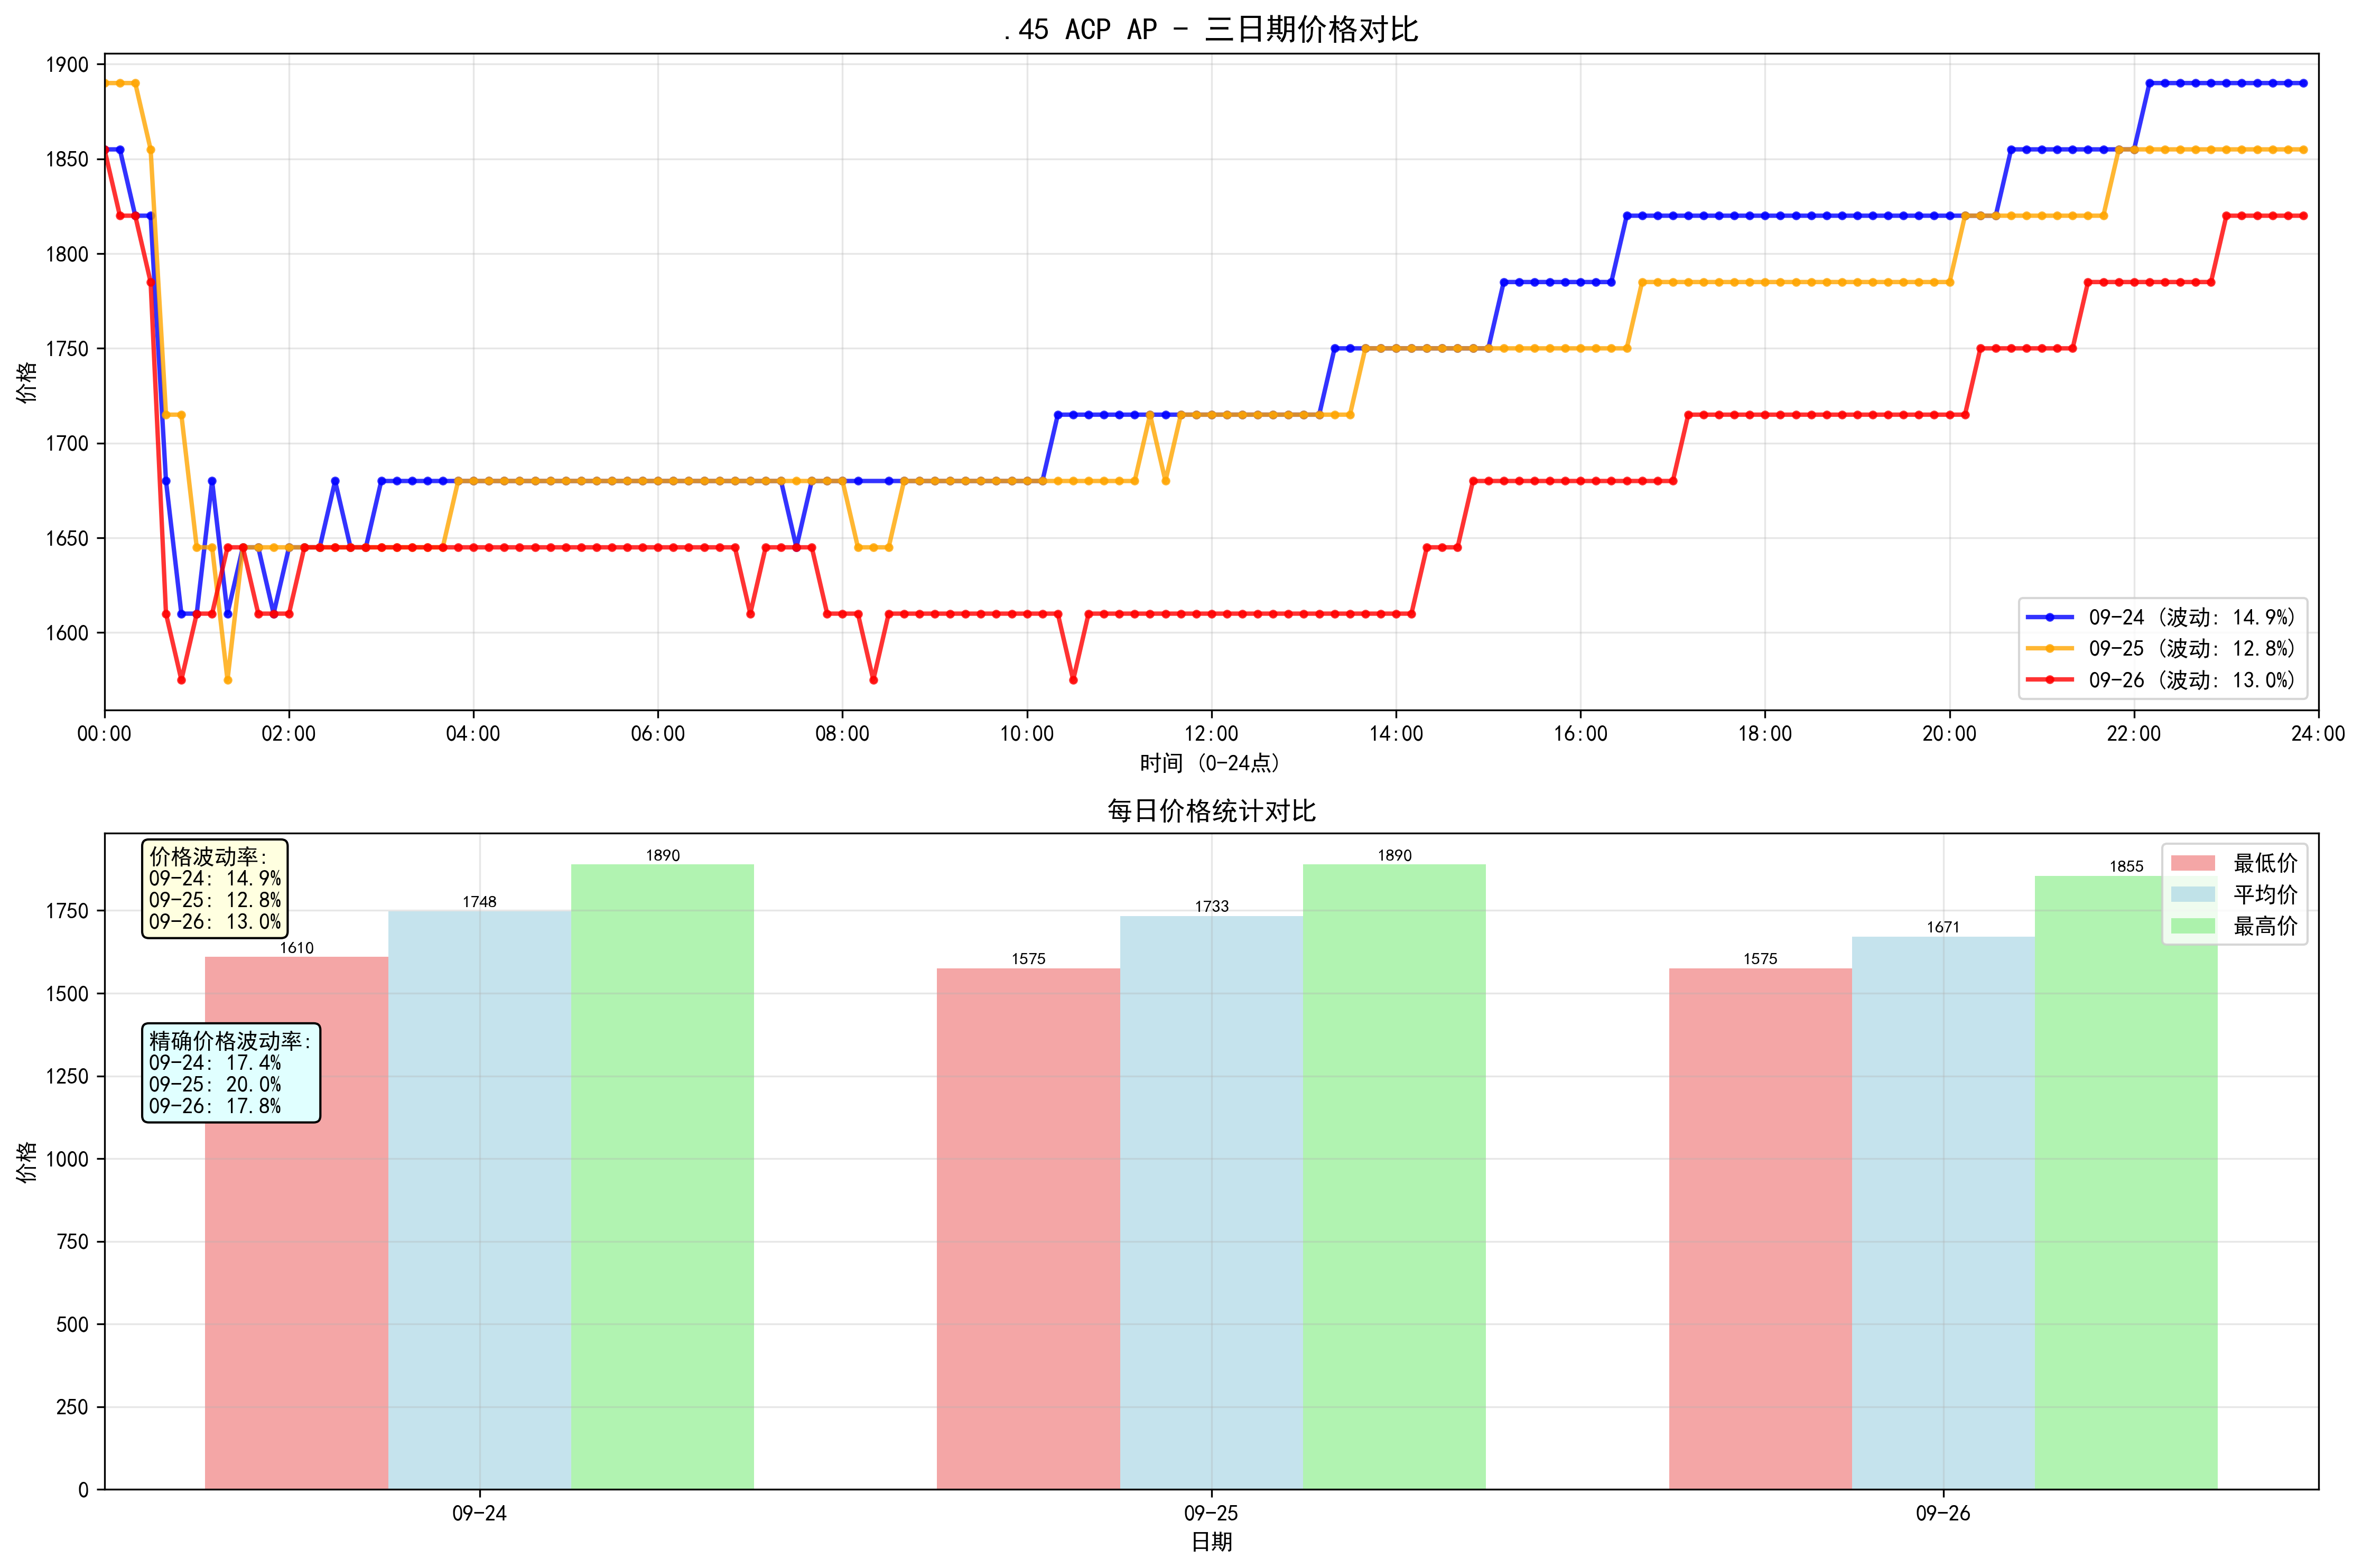 .45 ACP AP - 三日期价格对比
价格
1900
1850
1800
1750
1700
1650
1600
09-24 (波动: 14.9%)
09-25 (波动: 12.8%)
09-26 (波动: 13.0%)
00:00 02:00 04:00 06:00 08:00 10:00 12:00 14:00 16:00 18:00 20:00 22:00 24:00
时间 (0-24点)
每日价格统计对比
价格
1750
1500
1250
1000
750
500
250
0
价格波动率:
09-24: 14.9%
09-25: 12.8%
09-26: 13.0%
精确价格波动率:
09-24: 17.4%
09-25: 20.0%
09-26: 17.8%
1610 1748 1890
1575 1733 1890
1575 1671 1855
最低价
平均价
最高价
09-24 09-25 09-26
日期